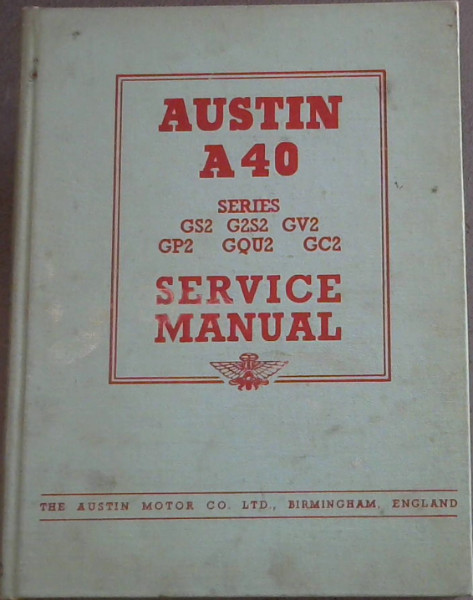 AUSTIN
A40
SERIES
GS2 G2S2 GV2
GP2 GQU2 GC2
SERVICE
MANUAL
THE AUSTIN MOTOR CO. LTD., BIRMINGHAM, ENGLAND